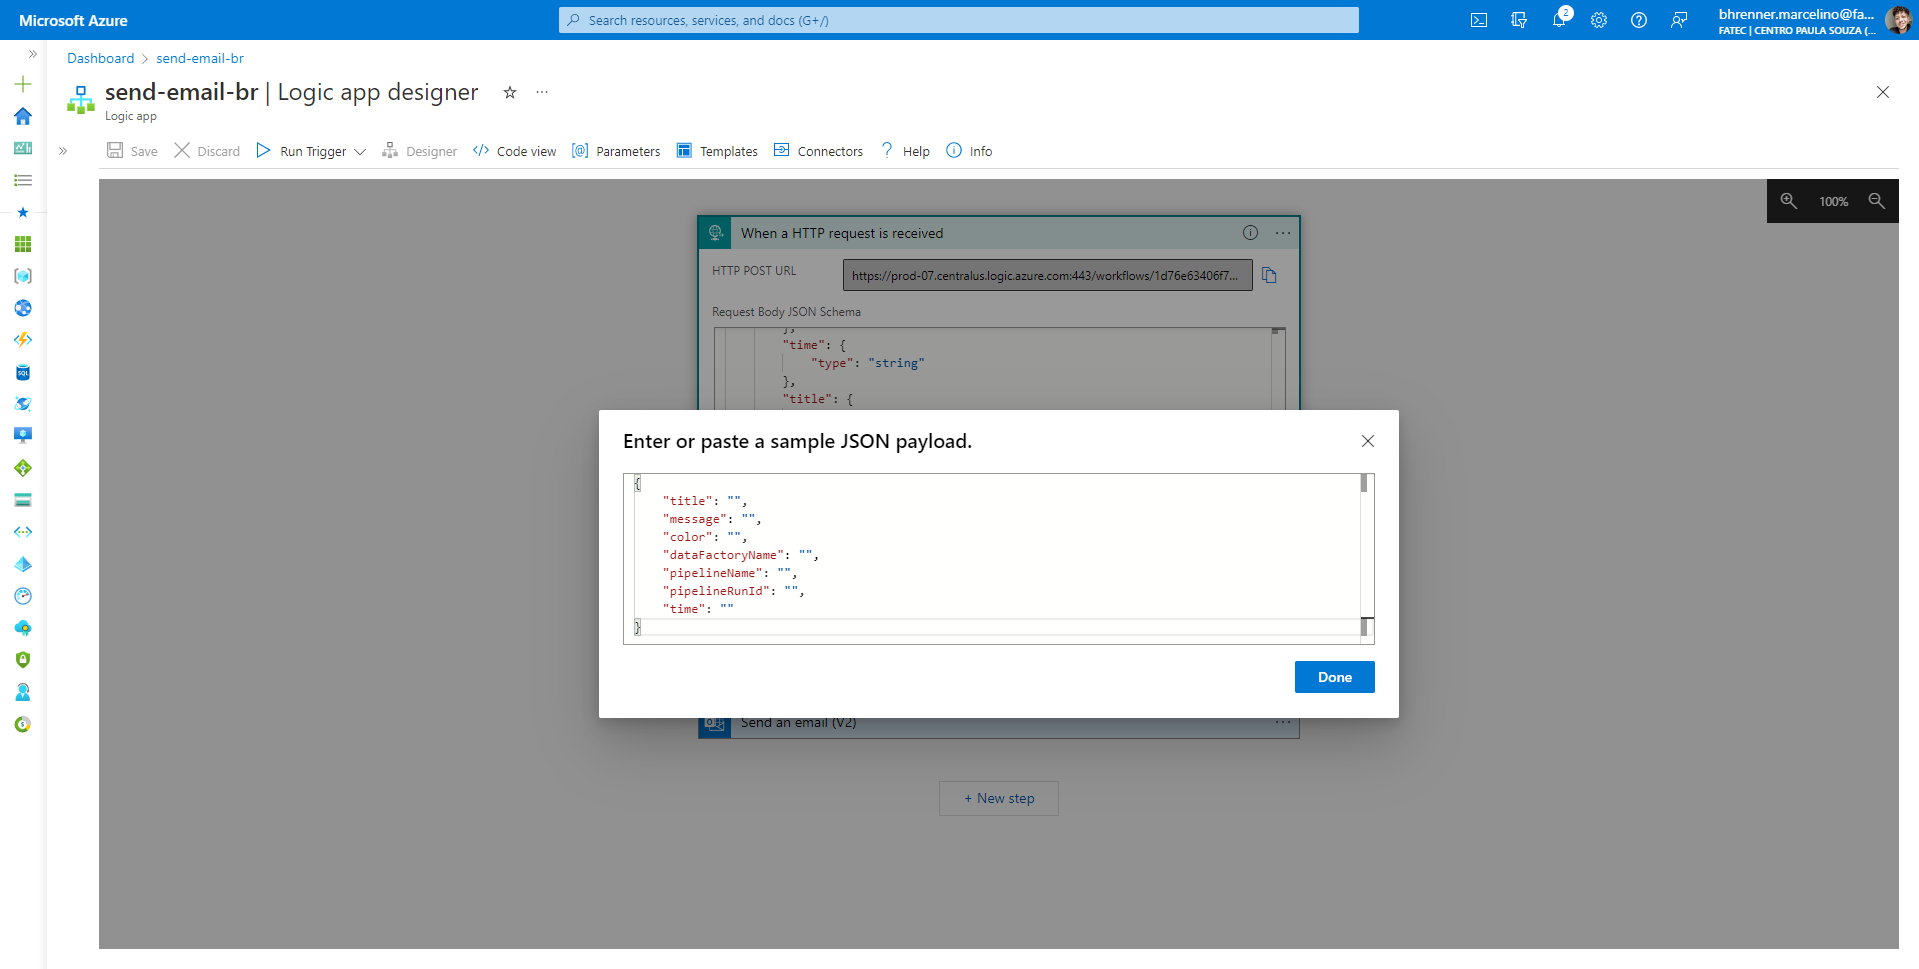 Microsoft Azure
Search resources, services, and docs (G+/)
2
bhrenner.marcelino@fa...
FATEC | CENTRO PAULA SOUZA (...
Dashboard > send-email-br
send-email-br | Logic app designer
Logic app
Save Discard Run Trigger Designer Code view Parameters Templates Connectors Help Info
100%
When a HTTP request is received
HTTP POST URL
https://prod-07.centralus.logic.azure.com:443/workflows/1d76e63406f7...
Request Body JSON Schema
},
"time": {
"type": "string"
},
"title": {
Enter or paste a sample JSON payload.
{
"title": "",
"message": "",
"color": "",
"dataFactoryName": "",
"pipelineName": "",
"pipelineRunId": "",
"time": ""
}
Done
Send an email (V2)
+ New step